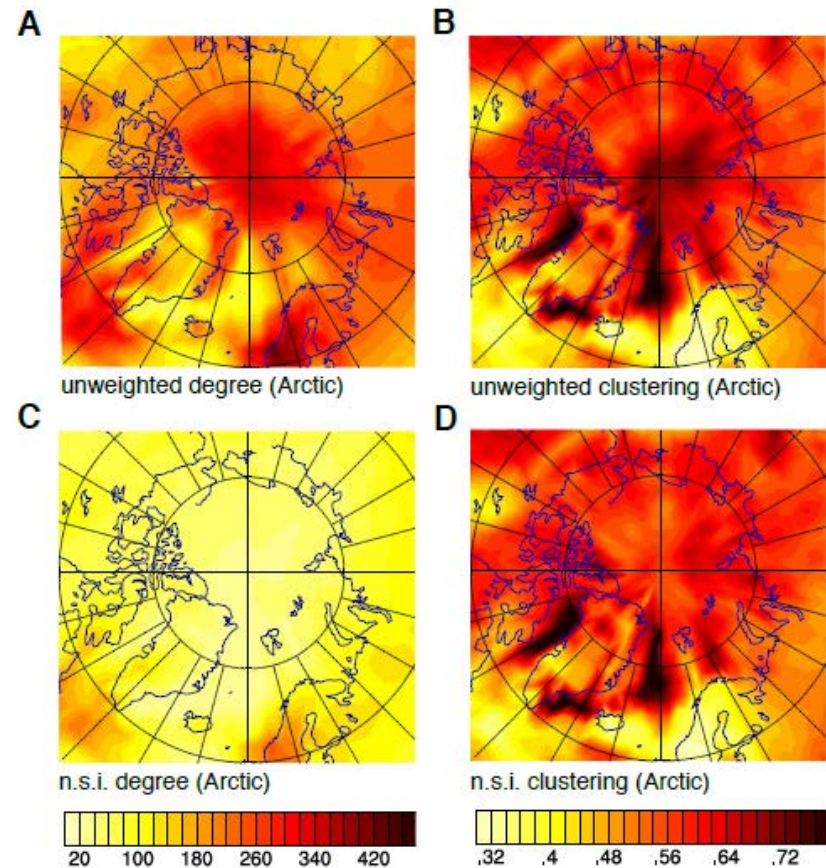 A
B
unweighted degree (Arctic)
unweighted clustering (Arctic)
C
D
n.s.i. degree (Arctic)
n.s.i. clustering (Arctic)
20 100 180 260 340 420
.32 .4 .48 .56 .64 .72